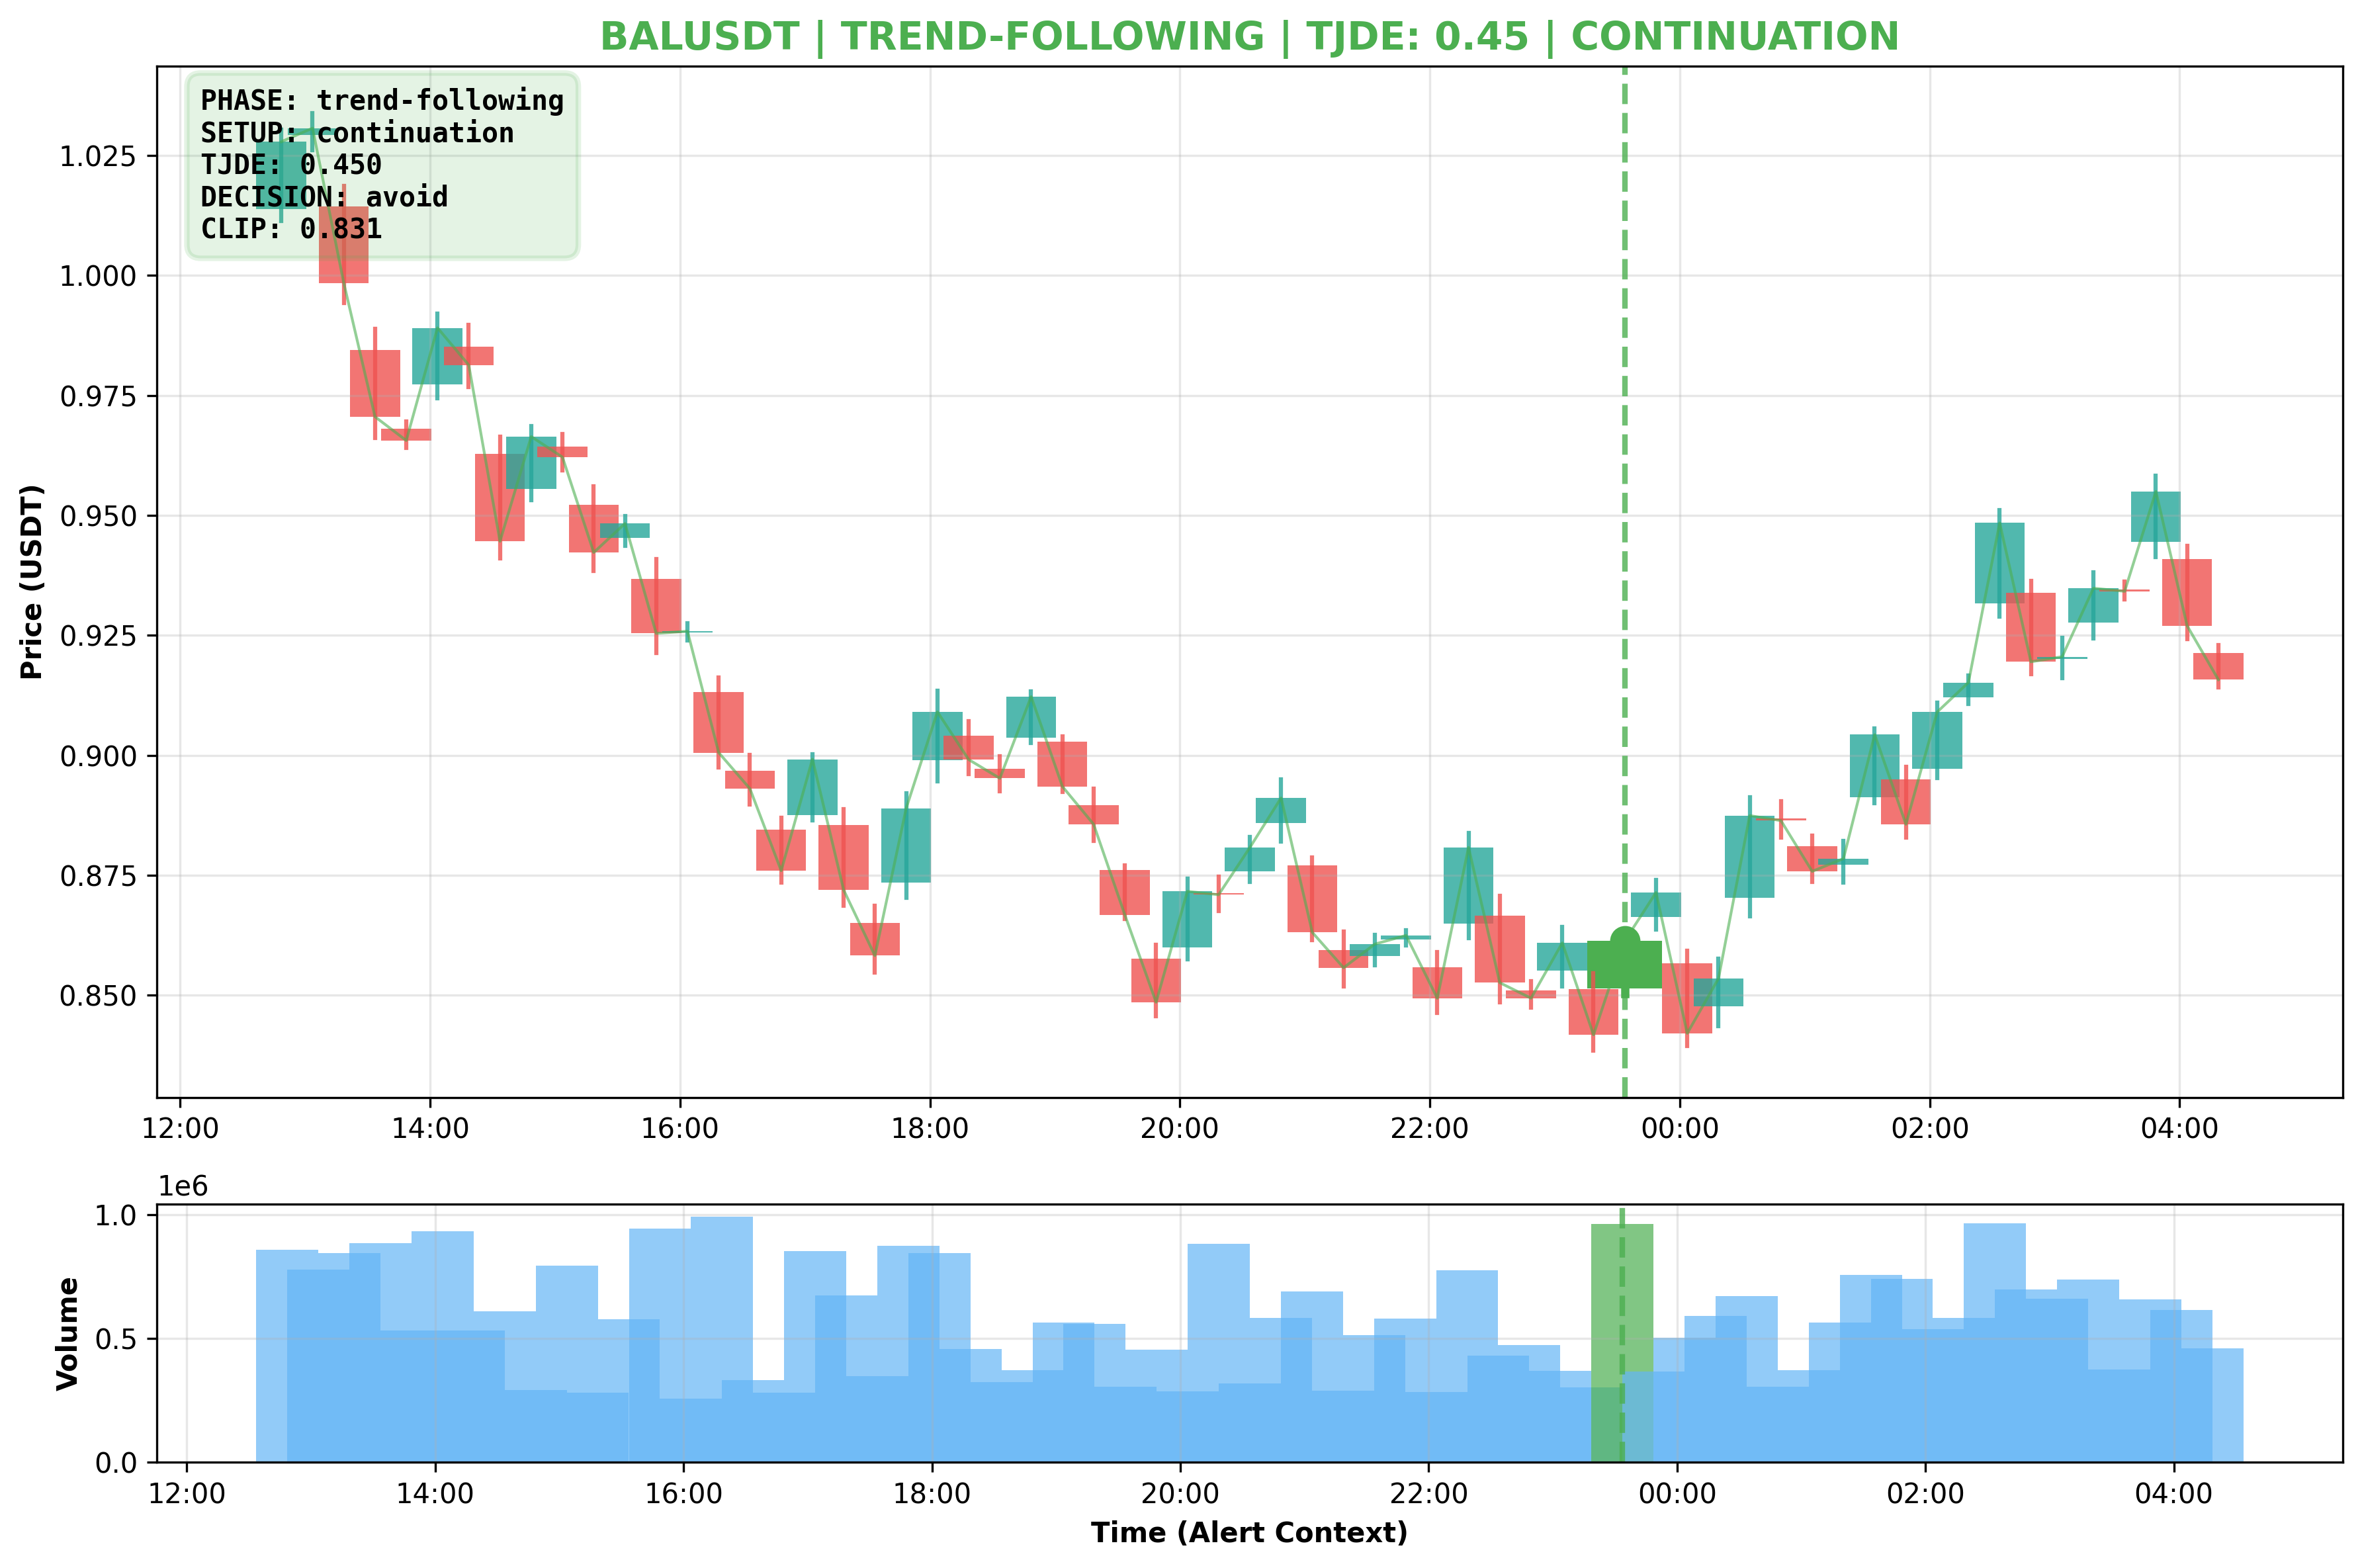 BALUSDT | TREND-FOLLOWING | TJDE: 0.45 | CONTINUATION
PHASE: trend-following
SETUP: continuation
TJDE: 0.450
DECISION: avoid
CLIP: 0.831
Price (USDT)
1.025
1.000
0.975
0.950
0.925
0.900
0.875
0.850
12:00 14:00 16:00 18:00 20:00 22:00 00:00 02:00 04:00
1e6
Volume
1.0
0.5
0.0
12:00 14:00 16:00 18:00 20:00 22:00 00:00 02:00 04:00
Time (Alert Context)